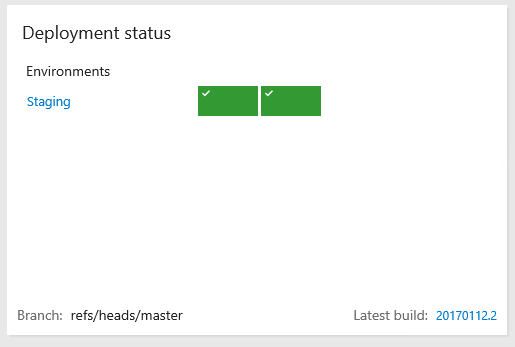 Deployment status
Environments
Staging
Branch: refs/heads/master Latest build: 20170112.2